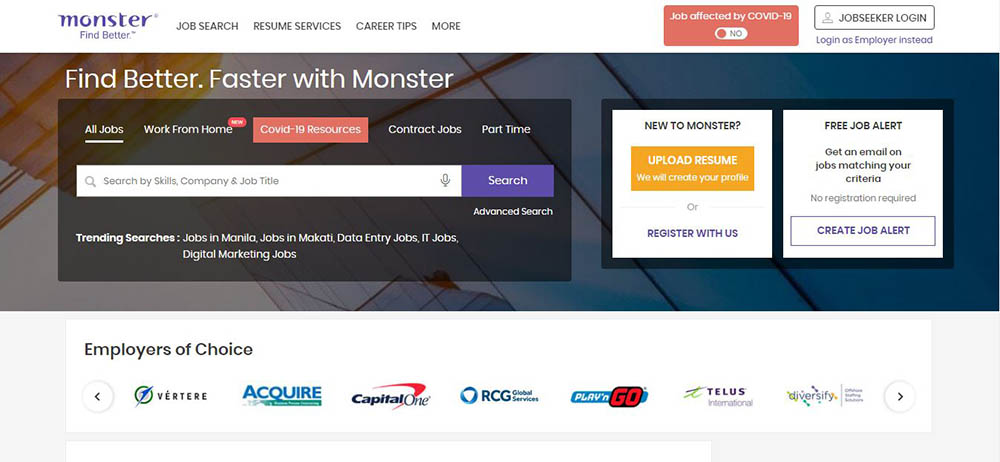 monster®
Find Better.™
JOB SEARCH RESUME SERVICES CAREER TIPS MORE
Job affected by COVID-19
NO
JOBSEEKER LOGIN
Login as Employer instead
Find Better. Faster with Monster
All Jobs Work From Home NEW Covid-19 Resources Contract Jobs Part Time
Search by Skills, Company & Job Title Search
Advanced Search
Trending Searches : Jobs in Manila, Jobs in Makati, Data Entry Jobs, IT Jobs,
Digital Marketing Jobs
NEW TO MONSTER?
UPLOAD RESUME
We will create your profile
Or
REGISTER WITH US
FREE JOB ALERT
Get an email on
jobs matching your
criteria
No registration required
CREATE JOB ALERT
Employers of Choice
VÉRTERE
ACQUIRE
Capital One®
RCG Global
Services
PLAY'n GO
TELUS
International
diversify
Offshore
Staffing
Solutions